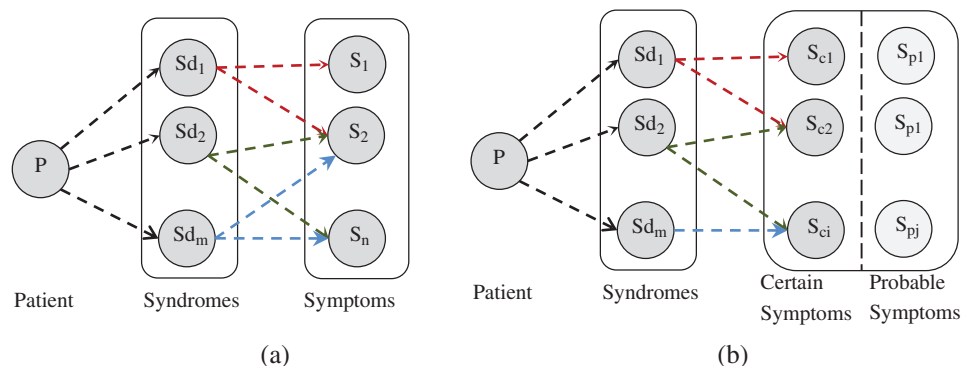 P
Sd1
Sd2
Sdm
S1
S2
Sn
Patient
Syndromes
Symptoms
(a)
P
Sd1
Sd2
Sdm
Sc1
Sc2
Sci
Sp1
Sp1
Spj
Patient
Syndromes
Certain
Symptoms
Probable
Symptoms
(b)